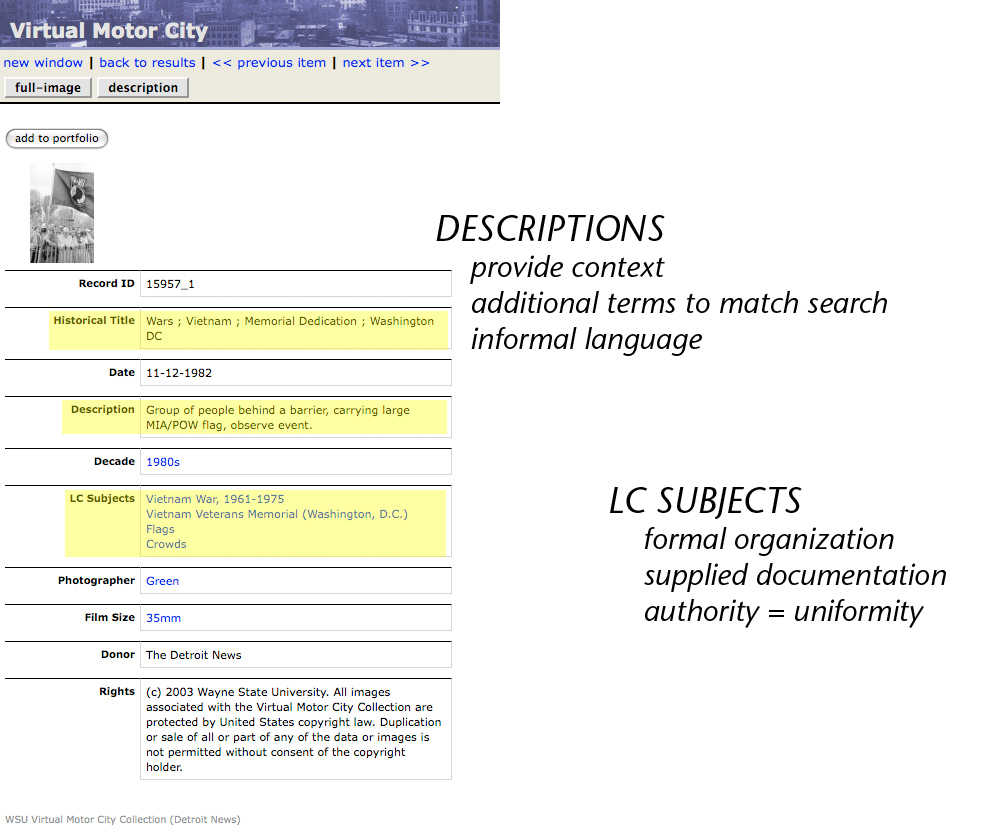 Virtual Motor City
new window | back to results | << previous item | next item >>
full-image description
add to portfolio
DESCRIPTIONS
provide context
additional terms to match search
informal language
Record ID 15957_1
Historical Title Wars ; Vietnam ; Memorial Dedication ; Washington
DC
Date 11-12-1982
Description Group of people behind a barrier, carrying large
MIA/POW flag, observe event.
Decade 1980s
LC Subjects Vietnam War, 1961-1975
Vietnam Veterans Memorial (Washington, D.C.)
Flags
Crowds
LC SUBJECTS
formal organization
supplied documentation
authority = uniformity
Photographer Green
Film Size 35mm
Donor The Detroit News
Rights (c) 2003 Wayne State University. All images
associated with the Virtual Motor City Collection are
protected by United States copyright law. Duplication
or sale of all or part of any of the data or images is
not permitted without consent of the copyright
holder.
WSU Virtual Motor City Collection (Detroit News)